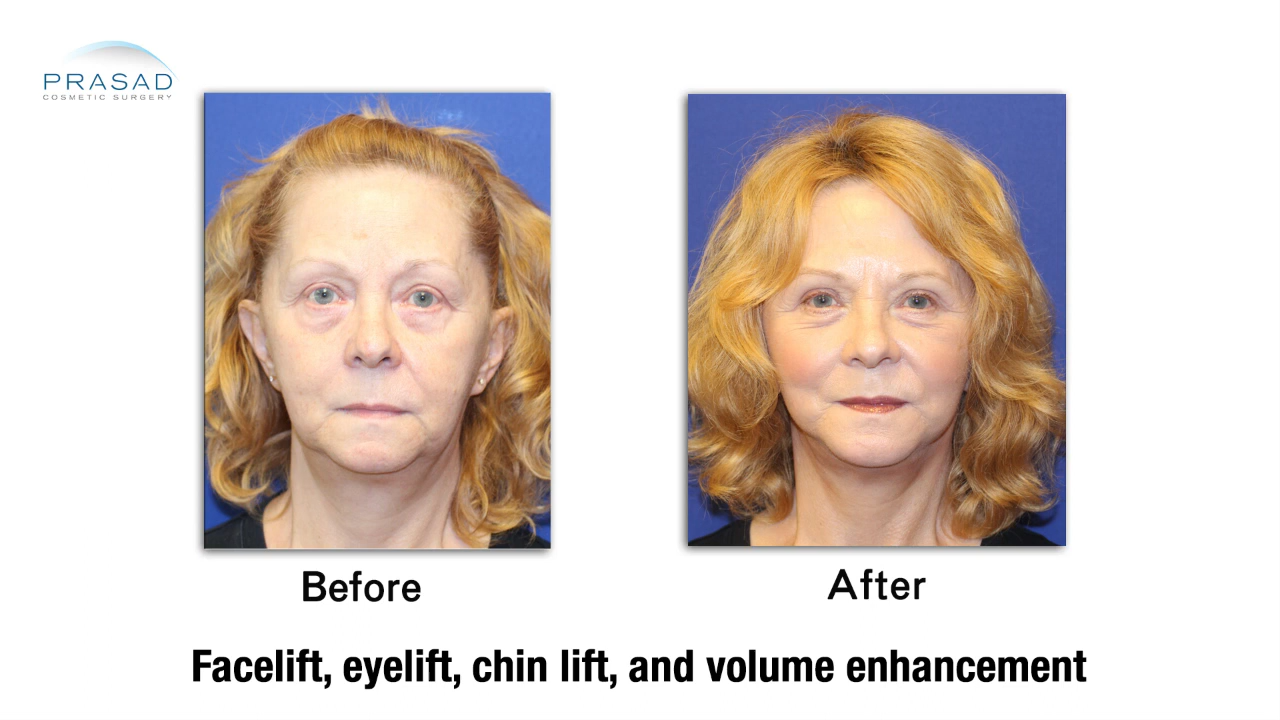 PRASAD
COSMETIC SURGERY
Before
After
Facelift, eyelift, chin lift, and volume enhancement